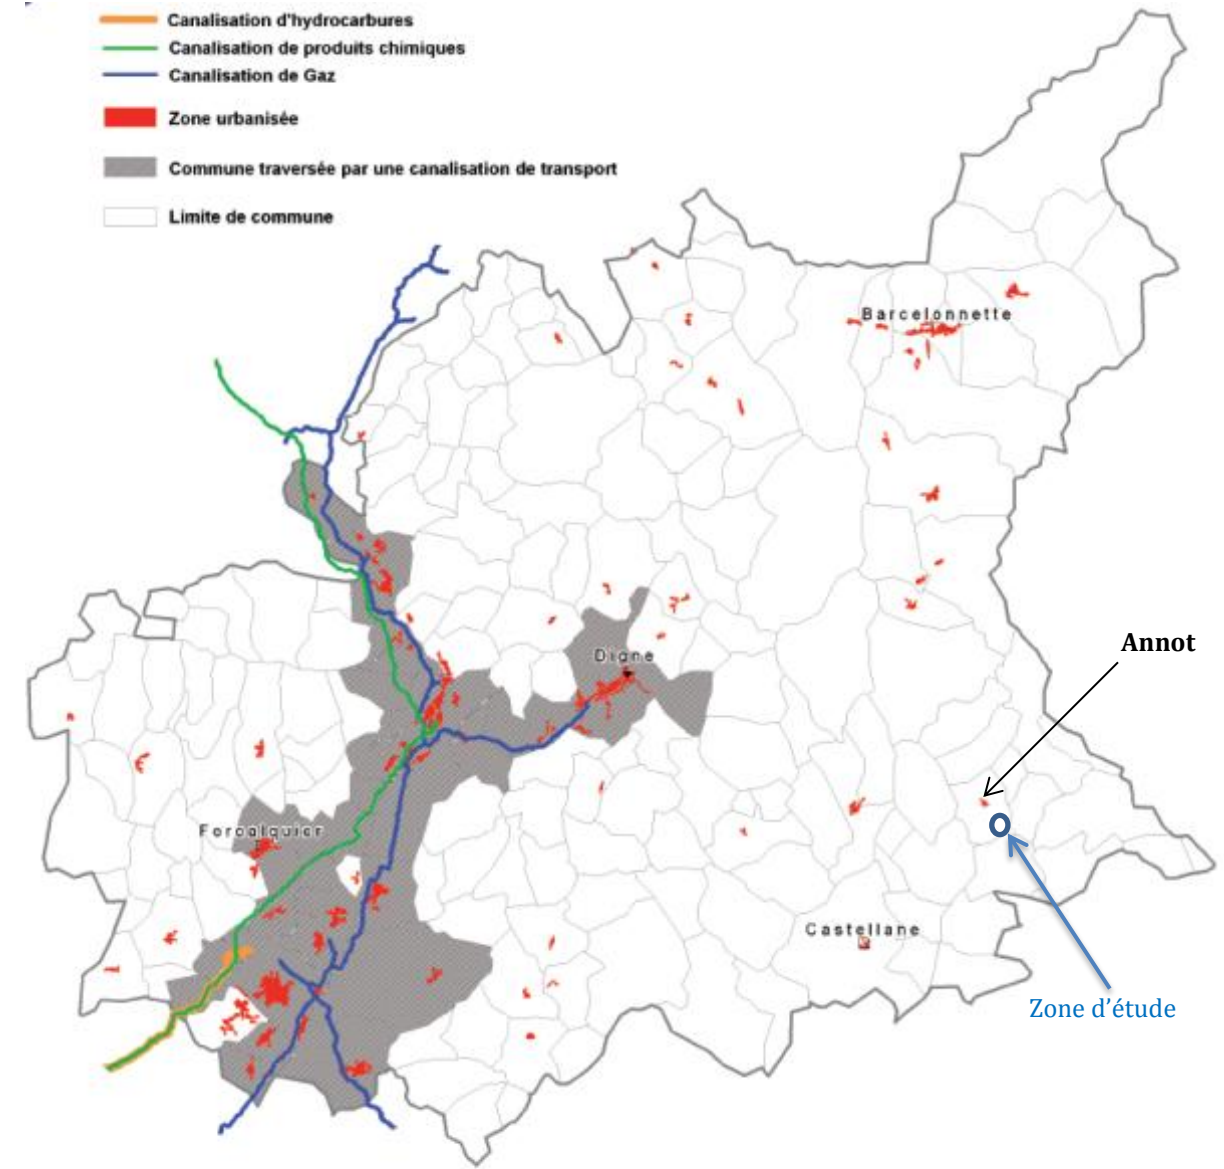 Canalisation d'hydrocarbures
Canalisation de produits chimiques
Canalisation de Gaz
Zone urbanisée
Commune traversée par une canalisation de transport
Limite de commune
Barcelonnette
Annot
Digne
Forcalquier
Castellane
Zone d'étude